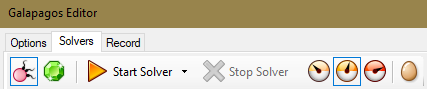 Galapagos Editor
Options Solvers Record
Start Solver Stop Solver